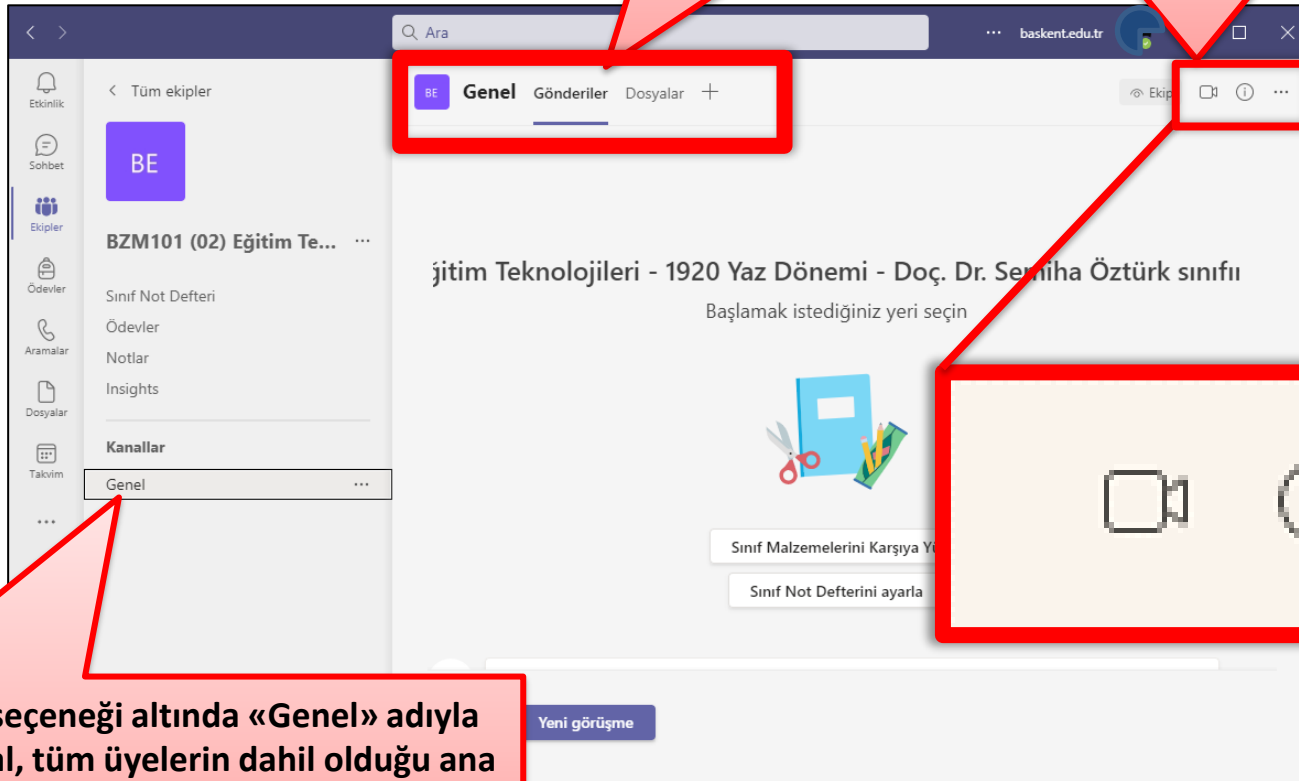 Ara
baskent.edu.tr
Etkinlik
Sohbet
Ekipler
Ödevler
Aramalar
Dosyalar
Takvim
Tüm ekipler
BE
BZM101 (02) Eğitim Te...
Sınıf Not Defteri
Ödevler
Notlar
Insights
Kanallar
Genel
BE Genel Gönderiler Dosyalar
Teknolojileri - 1920 Yaz Dönemi - Doç. Dr. Semiha Öztürk
Başlamak istediğiniz yeri seçin
Sınıf Malzemelerini Karşıya
Sınıf Not Defterini ayarla
Yeni görüşme
seçeneği altında «Genel» adıyla
tüm üyelerin dahil olduğu ana